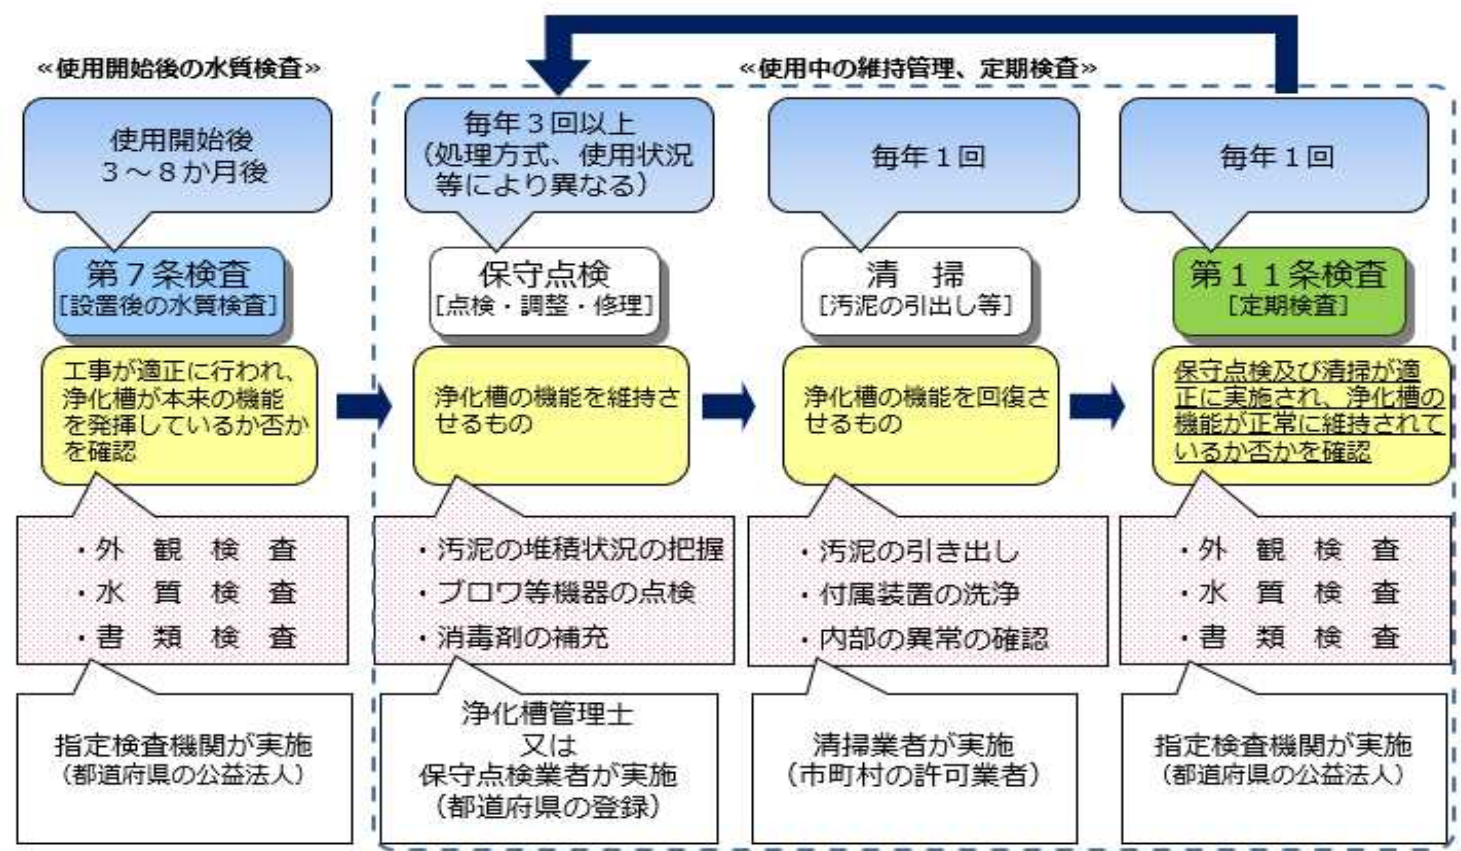 ≪使用開始後の水質検査≫
≪使用中の維持管理、定期検査≫
使用開始後
３～８か月後
第７条検査
[設置後の水質検査]
工事が適正に行われ、
浄化槽が本来の機能
を発揮しているか否か
を確認
・外 観 検 査
・水 質 検 査
・書 類 検 査
指定検査機関が実施
(都道府県の公益法人)
毎年３回以上
(処理方式、使用状況
等により異なる)
保守点検
[点検・調整・修理]
浄化槽の機能を維持さ
せるもの
・汚泥の堆積状況の把握
・ブロワ等機器の点検
・消毒剤の補充
浄化槽管理士
又は
保守点検業者が実施
(都道府県の登録)
毎年１回
清 掃
[汚泥の引出し等]
浄化槽の機能を回復さ
せるもの
・汚泥の引き出し
・付属装置の洗浄
・内部の異常の確認
清掃業者が実施
(市町村の許可業者)
毎年１回
第１１条検査
[定期検査]
保守点検及び清掃が適
正に実施され、浄化槽の
機能が正常に維持されて
いるか否かを確認
・外 観 検 査
・水 質 検 査
・書 類 検 査
指定検査機関が実施
(都道府県の公益法人)